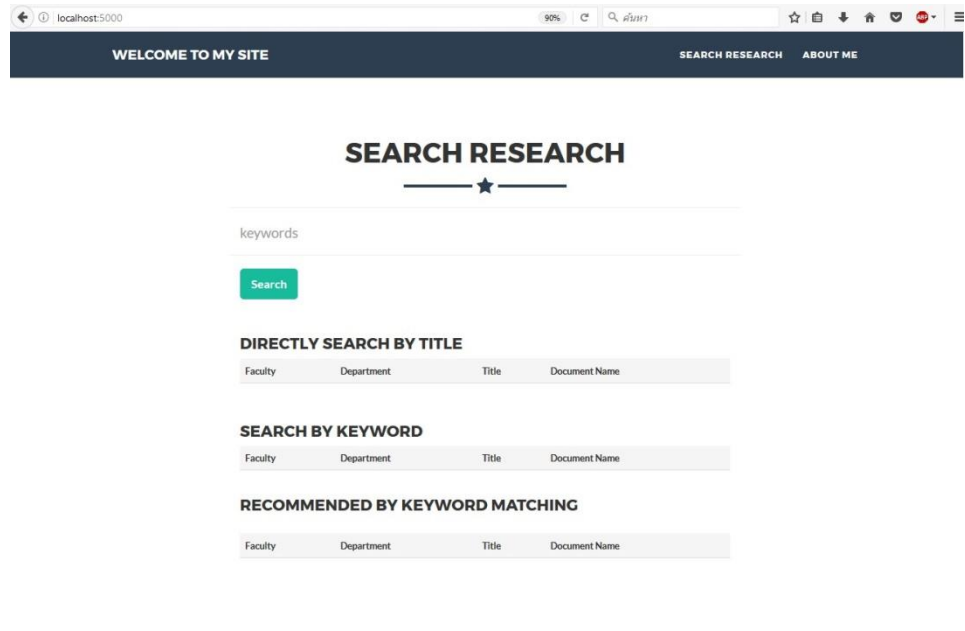 localhost:5000 90% ค้นหา ABP
WELCOME TO MY SITE SEARCH RESEARCH ABOUT ME
SEARCH RESEARCH
keywords
Search
DIRECTLY SEARCH BY TITLE
Faculty Department Title Document Name
SEARCH BY KEYWORD
Faculty Department Title Document Name
RECOMMENDED BY KEYWORD MATCHING
Faculty Department Title Document Name